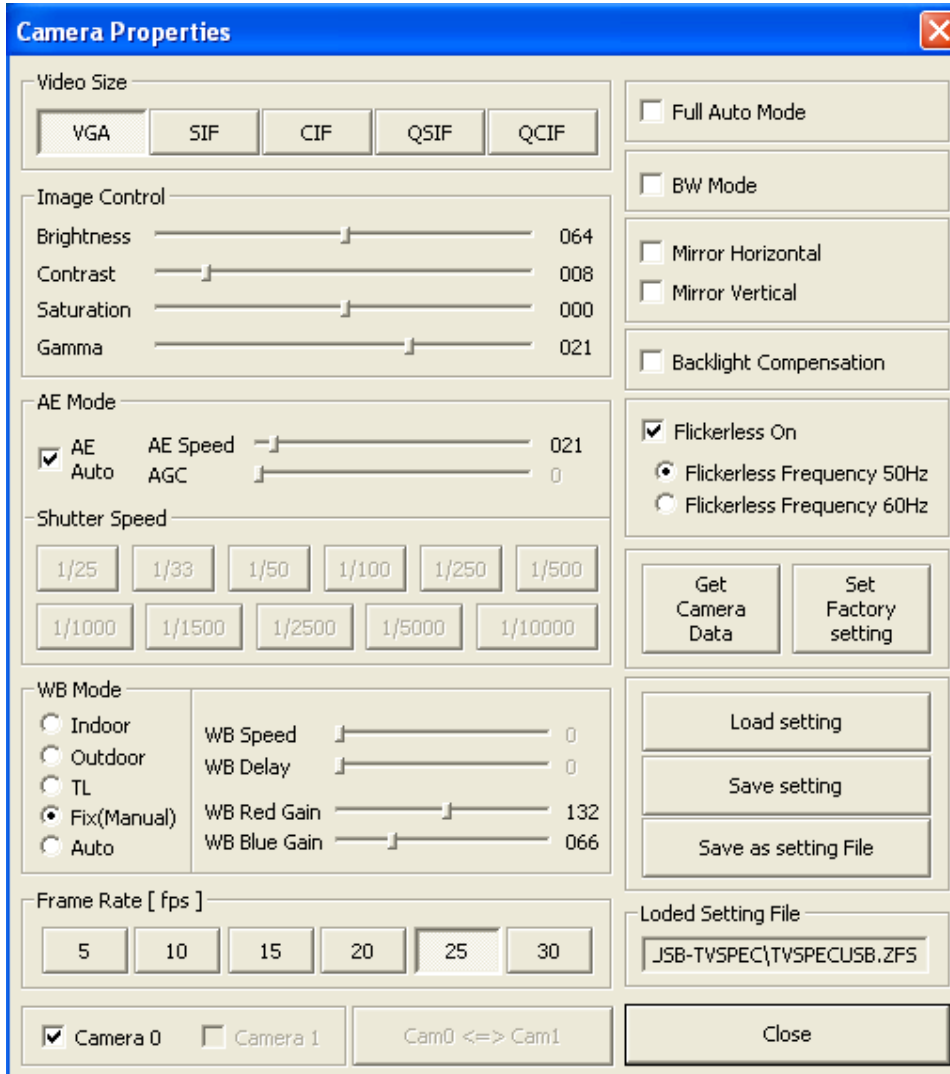 Camera Properties
Video Size
VGA SIF CIF QSIF QCIF
Image Control
Brightness 064
Contrast 008
Saturation 000
Gamma 021
AE Mode
AE Auto
AE Speed 021
AGC 0
Shutter Speed
1/25 1/33 1/50 1/100 1/250 1/500
1/1000 1/1500 1/2500 1/5000 1/10000
WB Mode
Indoor
Outdoor
TL
Fix(Manual)
Auto
WB Speed 0
WB Delay 0
WB Red Gain 132
WB Blue Gain 066
Frame Rate [ fps ]
5 10 15 20 25 30
Camera 0 Camera 1 Cam0 <=> Cam1
Full Auto Mode
BW Mode
Mirror Horizontal
Mirror Vertical
Backlight Compensation
Flickerless On
Flickerless Frequency 50Hz
Flickerless Frequency 60Hz
Get
Camera
Data
Set
Factory
setting
Load setting
Save setting
Save as setting File
Loded Setting File
JSB-TVSPEC\TVSPECUSB.ZFS
Close